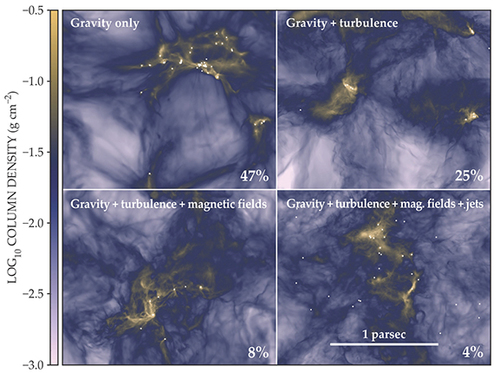 −0.5
−1.0
−1.5
−2.0
−2.5
−3.0
LOG10 COLUMN DENSITY (g cm−2)
Gravity only
47%
Gravity + turbulence
25%
Gravity + turbulence + magnetic fields
8%
Gravity + turbulence + mag. fields + jets
1 parsec
4%